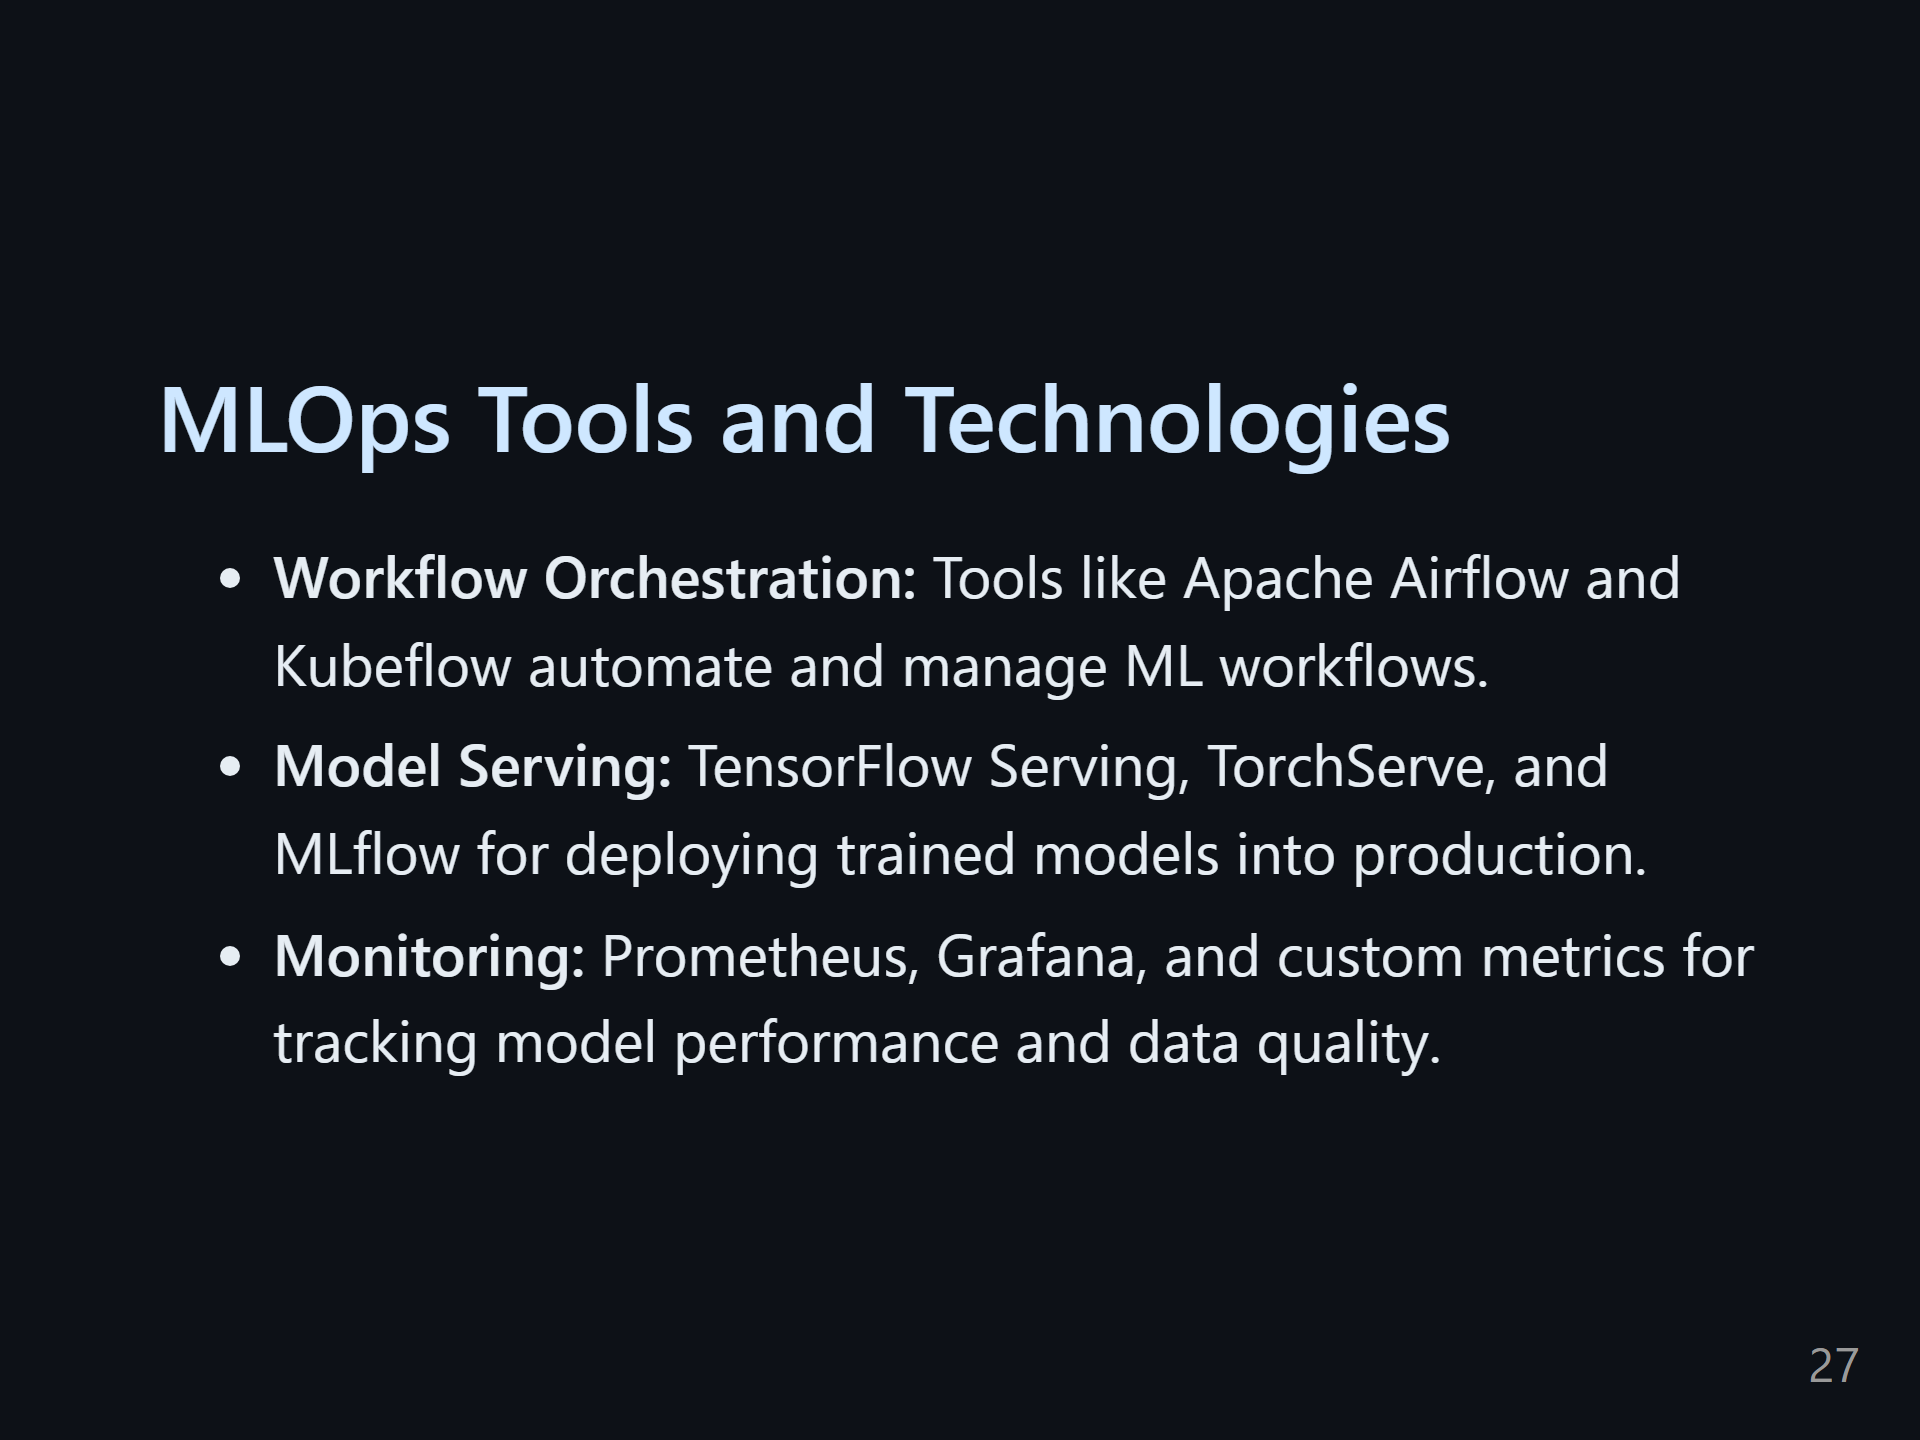 MLOps Tools and Technologies
• Workflow Orchestration: Tools like Apache Airflow and
Kubeflow automate and manage ML workflows.
• Model Serving: TensorFlow Serving, TorchServe, and
MLflow for deploying trained models into production.
• Monitoring: Prometheus, Grafana, and custom metrics for
tracking model performance and data quality.
27